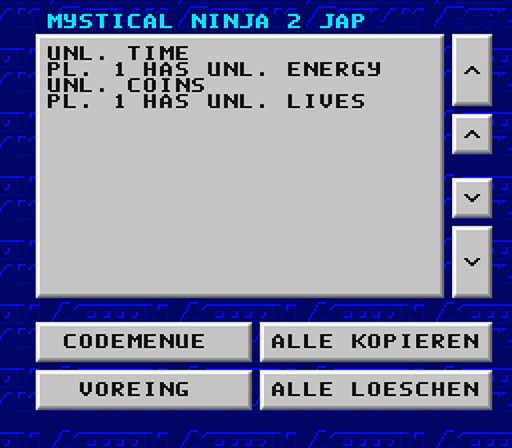 MYSTICAL NINJA 2 JAP
UNL. TIME
PL. 1 HAS UNL. ENERGY
UNL. COINS
PL. 1 HAS UNL. LIVES
CODEMENUE
ALLE KOPIEREN
VOREING
ALLE LOESCHEN